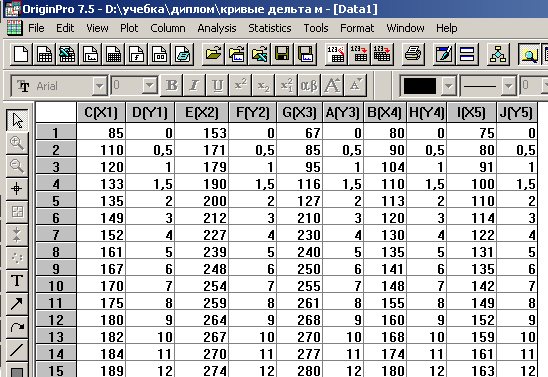 OriginPro 7.5 - D:\учебка\диплом\кривые дельта м - [Data1]
File Edit View Plot Column Analysis Statistics Tools Format Window Help
Arial 0 B I U x² x₂ x₁² αβ A A 0
C(X1) D(Y1) E(X2) F(Y2) G(X3) A(Y3) B(X4) H(Y4) I(X5) J(Y5)
1 85 0 153 0 67 0 80 0 75 0
2 110 0,5 171 0,5 85 0,5 90 0,5 80 0,5
3 120 1 179 1 95 1 104 1 91 1
4 133 1,5 190 1,5 116 1,5 110 1,5 100 1,5
5 135 2 200 2 127 2 113 2 110 2
6 149 3 212 3 210 3 120 3 114 3
7 152 4 227 4 230 4 130 4 122 4
8 161 5 239 5 240 5 135 5 131 5
9 167 6 248 6 250 6 141 6 135 6
10 170 7 254 7 255 7 148 7 142 7
11 175 8 259 8 261 8 155 8 149 8
12 180 9 264 9 268 9 160 9 152 9
13 182 10 267 10 270 10 168 10 159 10
14 184 11 270 11 277 11 174 11 161 11
15 189 12 274 12 280 12 180 12 163 12